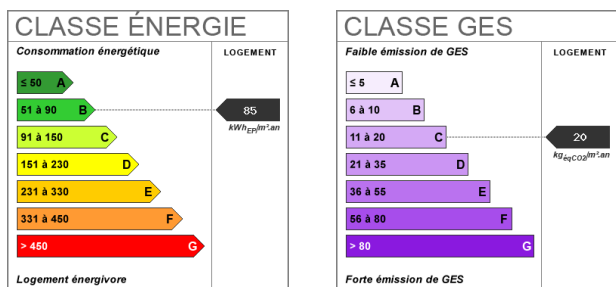 CLASSE ÉNERGIE
Consommation énergétique
LOGEMENT
≤ 50 A
51 à 90 B
85
kWhEP/m².an
91 à 150 C
151 à 230 D
231 à 330 E
331 à 450 F
> 450 G
Logement énergivore
CLASSE GES
Faible émission de GES
LOGEMENT
≤ 5 A
6 à 10 B
11 à 20 C
20
kgéqCO2/m².an
21 à 35 D
36 à 55 E
56 à 80 F
> 80 G
Forte émission de GES